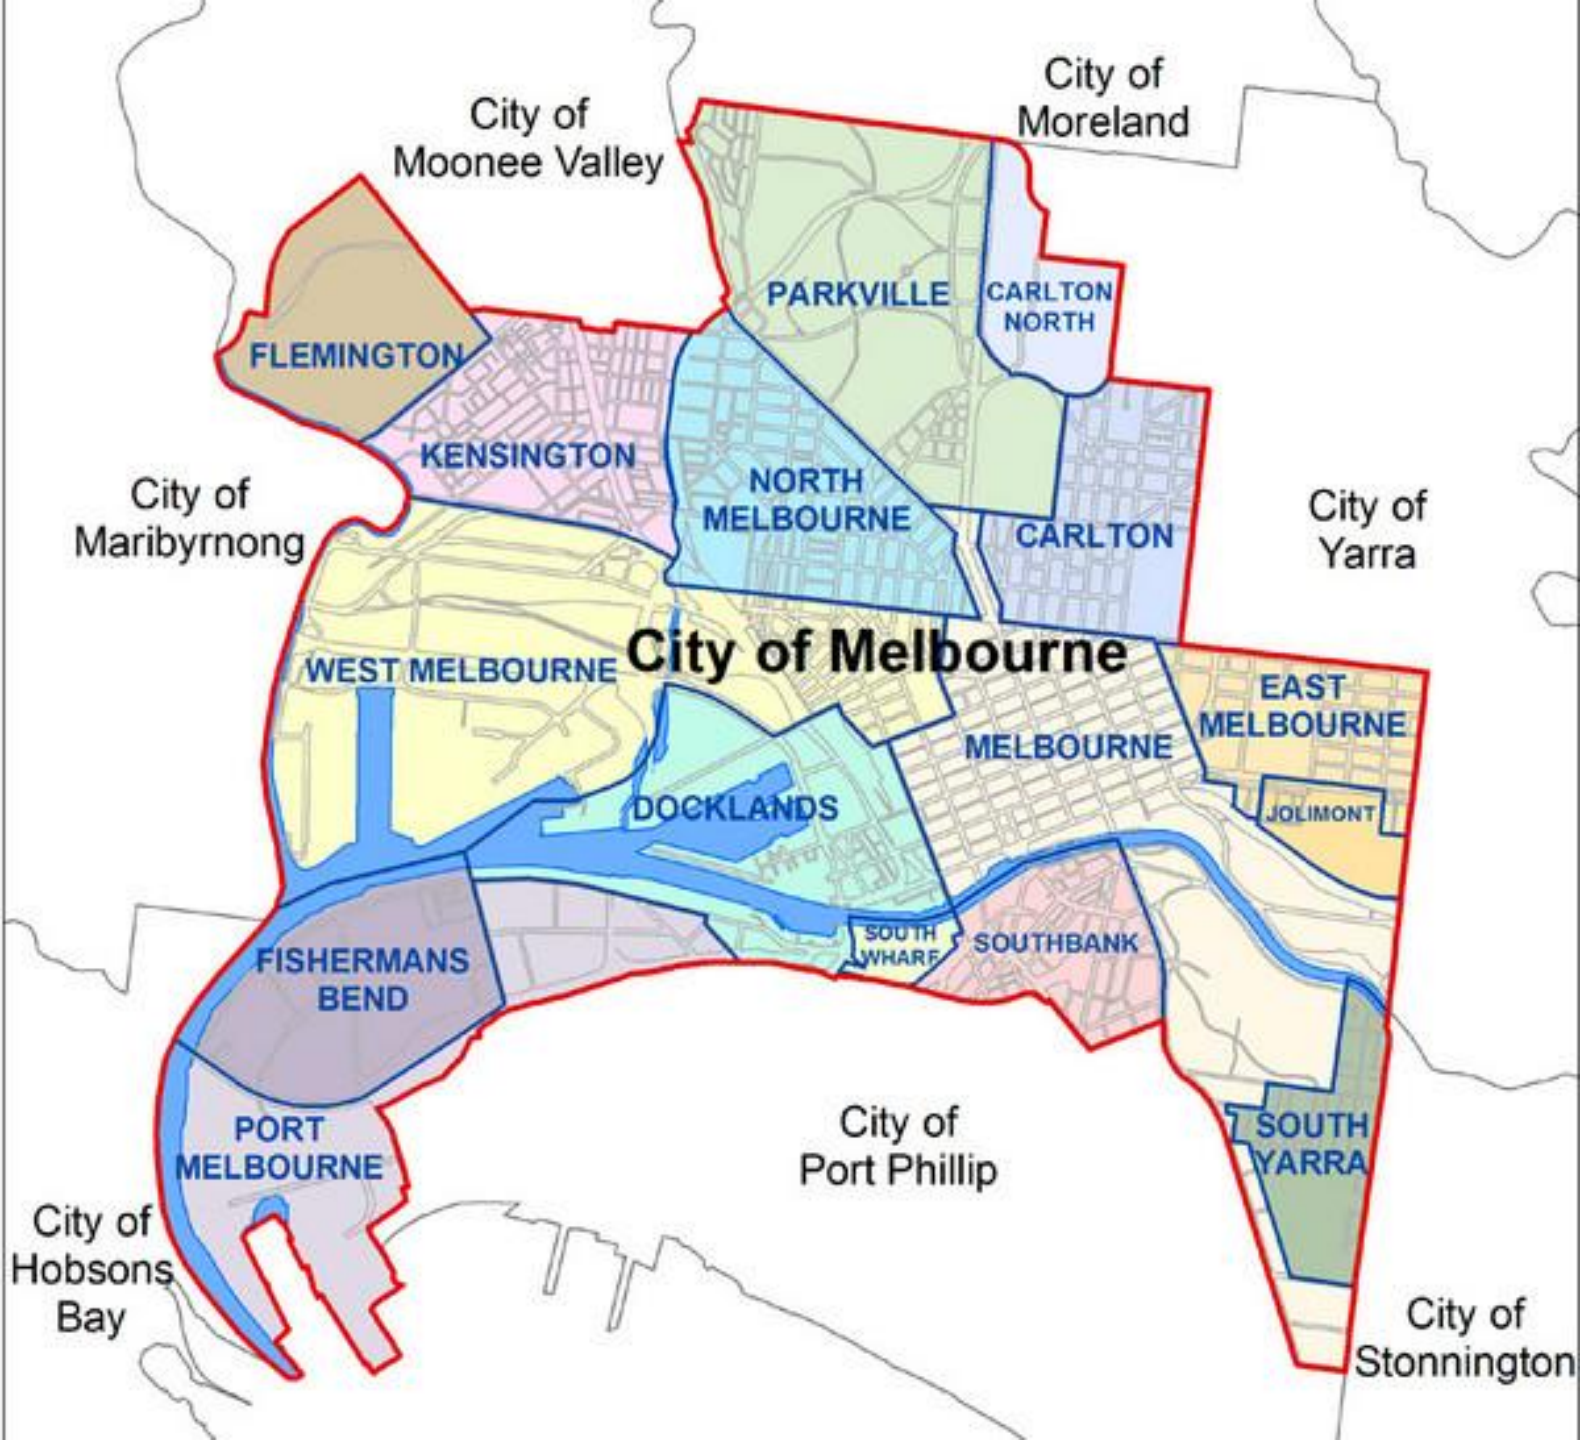 City of
Moreland
City of
Moonee Valley
PARKVILLE
CARLTON
NORTH
FLEMINGTON
KENSINGTON
NORTH
MELBOURNE
City of
Maribyrnong
CARLTON
City of
Yarra
City of Melbourne
WEST MELBOURNE
EAST
MELBOURNE
MELBOURNE
DOCKLANDS
JOLIMONT
SOUTH
WHARF
SOUTHBANK
FISHERMANS
BEND
PORT
MELBOURNE
City of
Port Phillip
SOUTH
YARRA
City of
Hobsons
Bay
City of
Stonnington